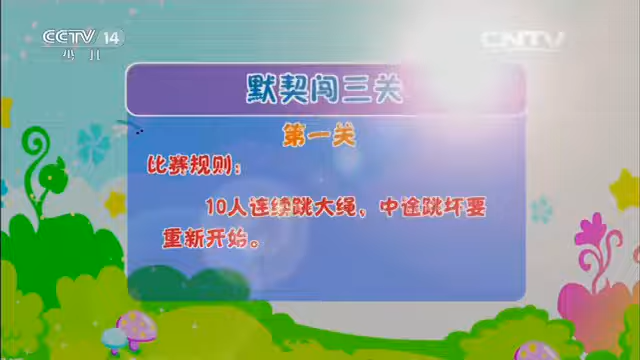 CCTV 14
少儿
CNTV
默契闯三关
第一关
比赛规则：
10人连续跳大绳，中途跳坏要
重新开始。